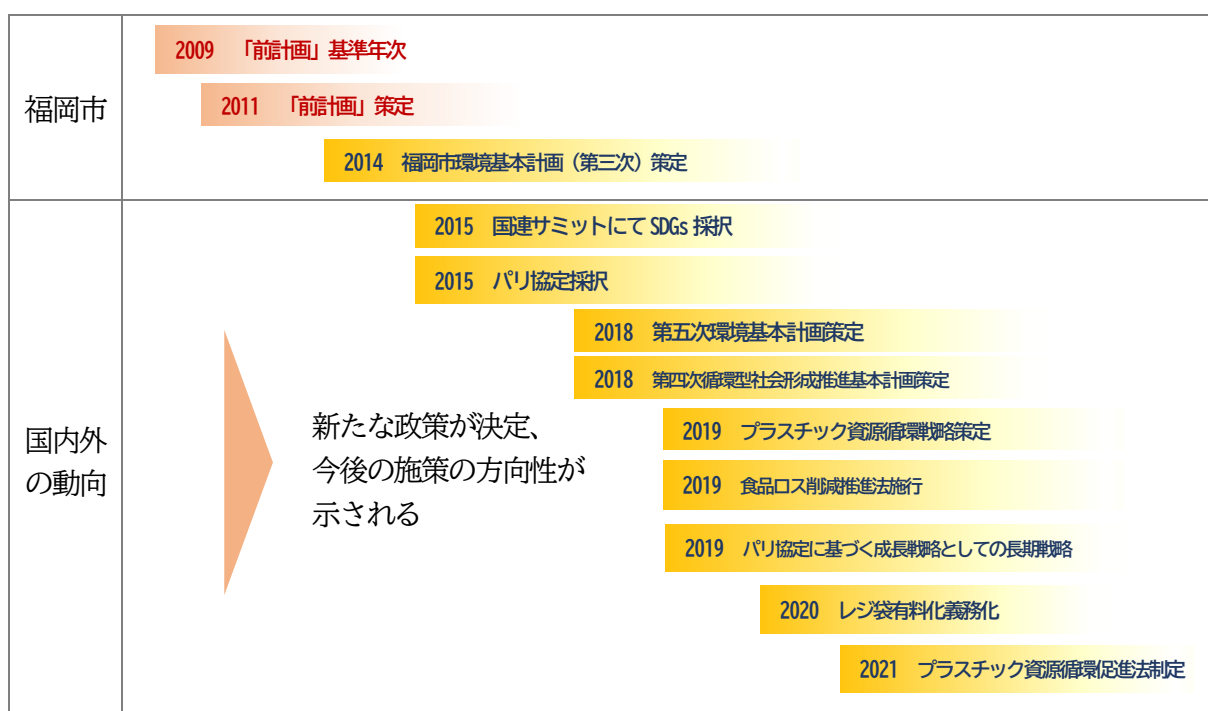 福岡市
2009 「前計画」基準年次
2011 「前計画」策定
2014 福岡市環境基本計画（第三次）策定
国内外
の動向
新たな政策が決定、
今後の施策の方向性が
示される
2015 国連サミットにて SDGs 採択
2015 パリ協定採択
2018 第五次環境基本計画策定
2018 第四次循環型社会形成推進基本計画策定
2019 プラスチック資源循環戦略策定
2019 食品ロス削減推進法施行
2019 パリ協定に基づく成長戦略としての長期戦略
2020 レジ袋有料化義務化
2021 プラスチック資源循環促進法制定